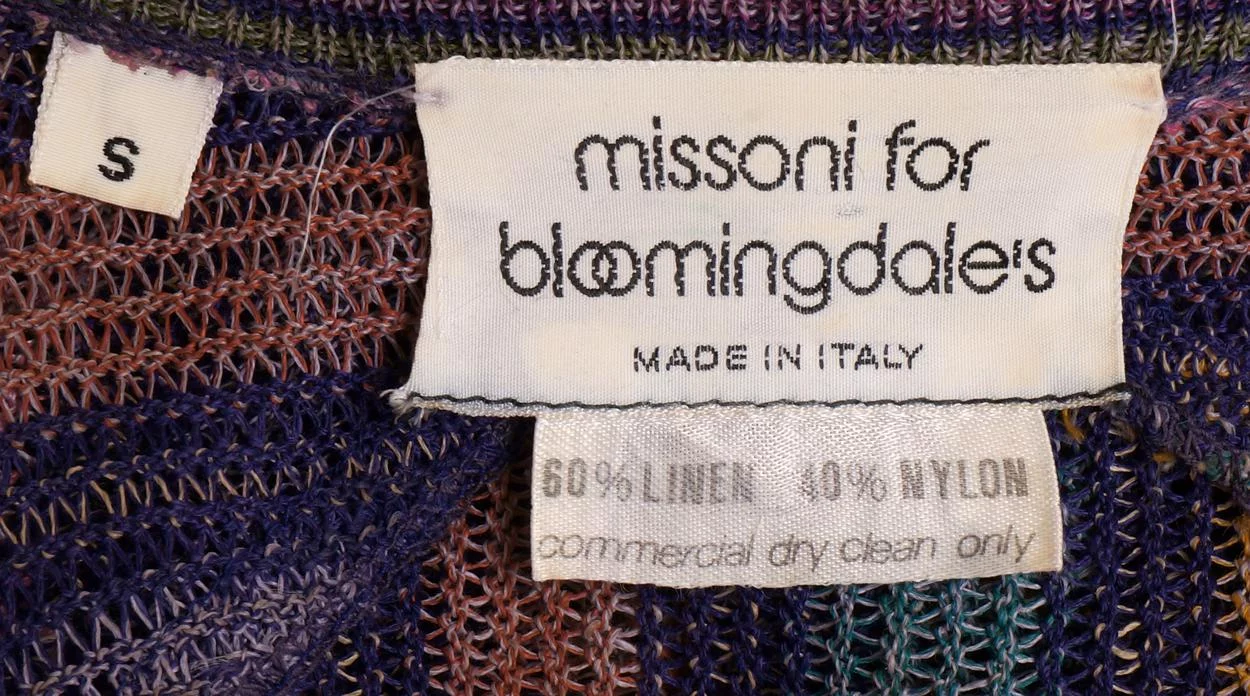 S
missoni for
bloomingdale's
MADE IN ITALY
60% LINEN 40% NYLON
commercial dry clean only